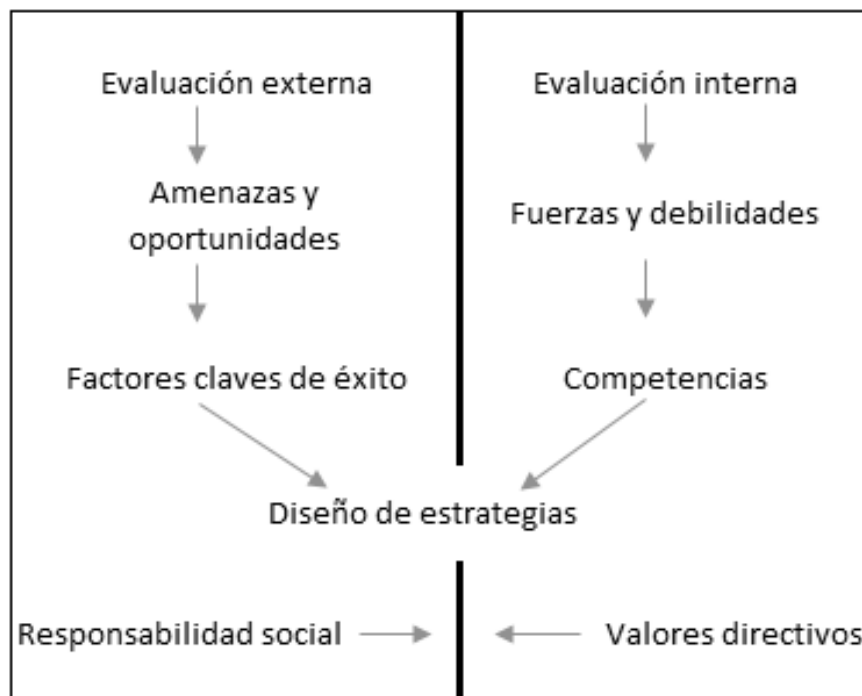 Evaluación externa
Evaluación interna
Amenazas y
oportunidades
Fuerzas y debilidades
Factores claves de éxito
Competencias
Diseño de estrategias
Responsabilidad social
Valores directivos